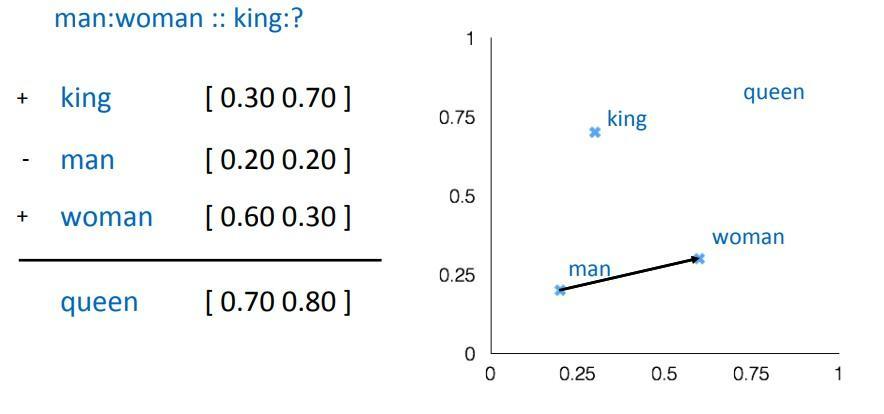 man:woman :: king:?
+ king [ 0.30 0.70 ]
- man [ 0.20 0.20 ]
+ woman [ 0.60 0.30 ]
queen [ 0.70 0.80 ]
1
0.75
0.5
0.25
0
queen
king
woman
man
0 0.25 0.5 0.75 1